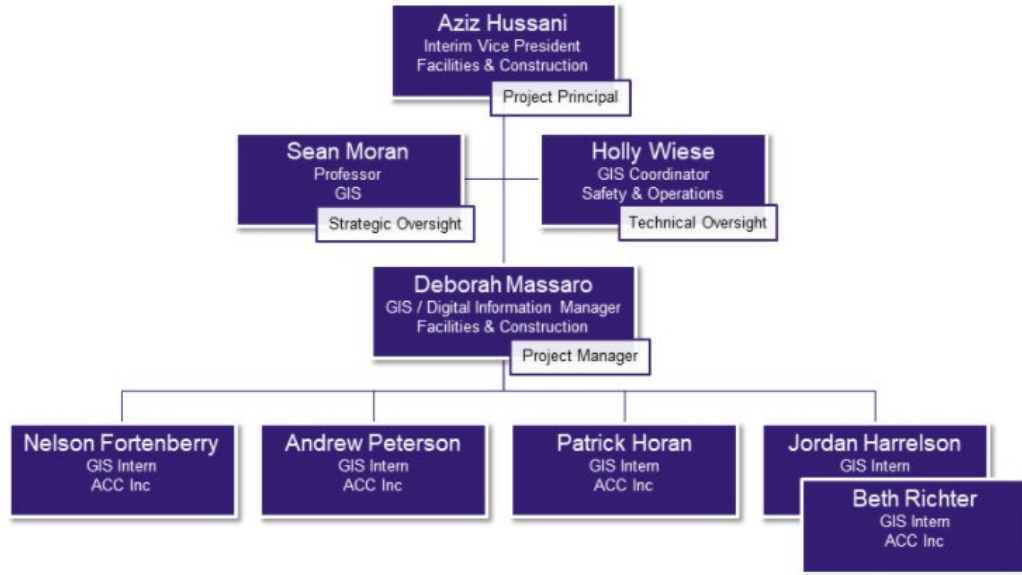 Aziz Hussani
Interim Vice President
Facilities & Construction
Project Principal
Sean Moran
Professor
GIS
Strategic Oversight
Holly Wiese
GIS Coordinator
Safety & Operations
Technical Oversight
Deborah Massaro
GIS / Digital Information Manager
Facilities & Construction
Project Manager
Nelson Fortenberry
GIS Intern
ACC Inc
Andrew Peterson
GIS Intern
ACC Inc
Patrick Horan
GIS Intern
ACC Inc
Jordan Harrelson
GIS Intern
Beth Richter
GIS Intern
ACC Inc